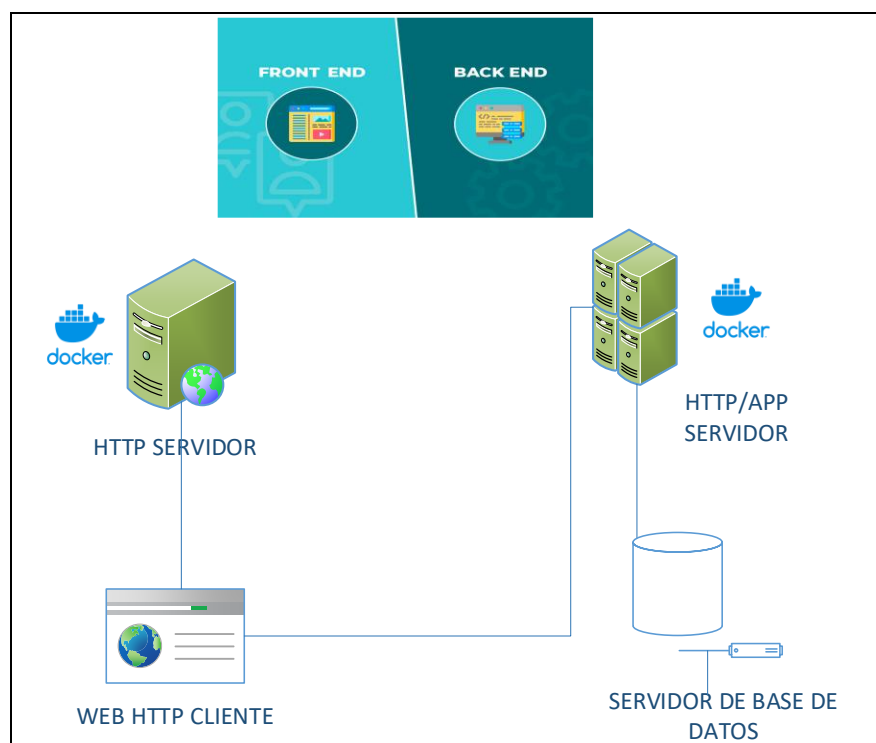 FRONT END
BACK END
docker
docker
HTTP SERVIDOR
HTTP/APP
SERVIDOR
WEB HTTP CLIENTE
SERVIDOR DE BASE DE
DATOS